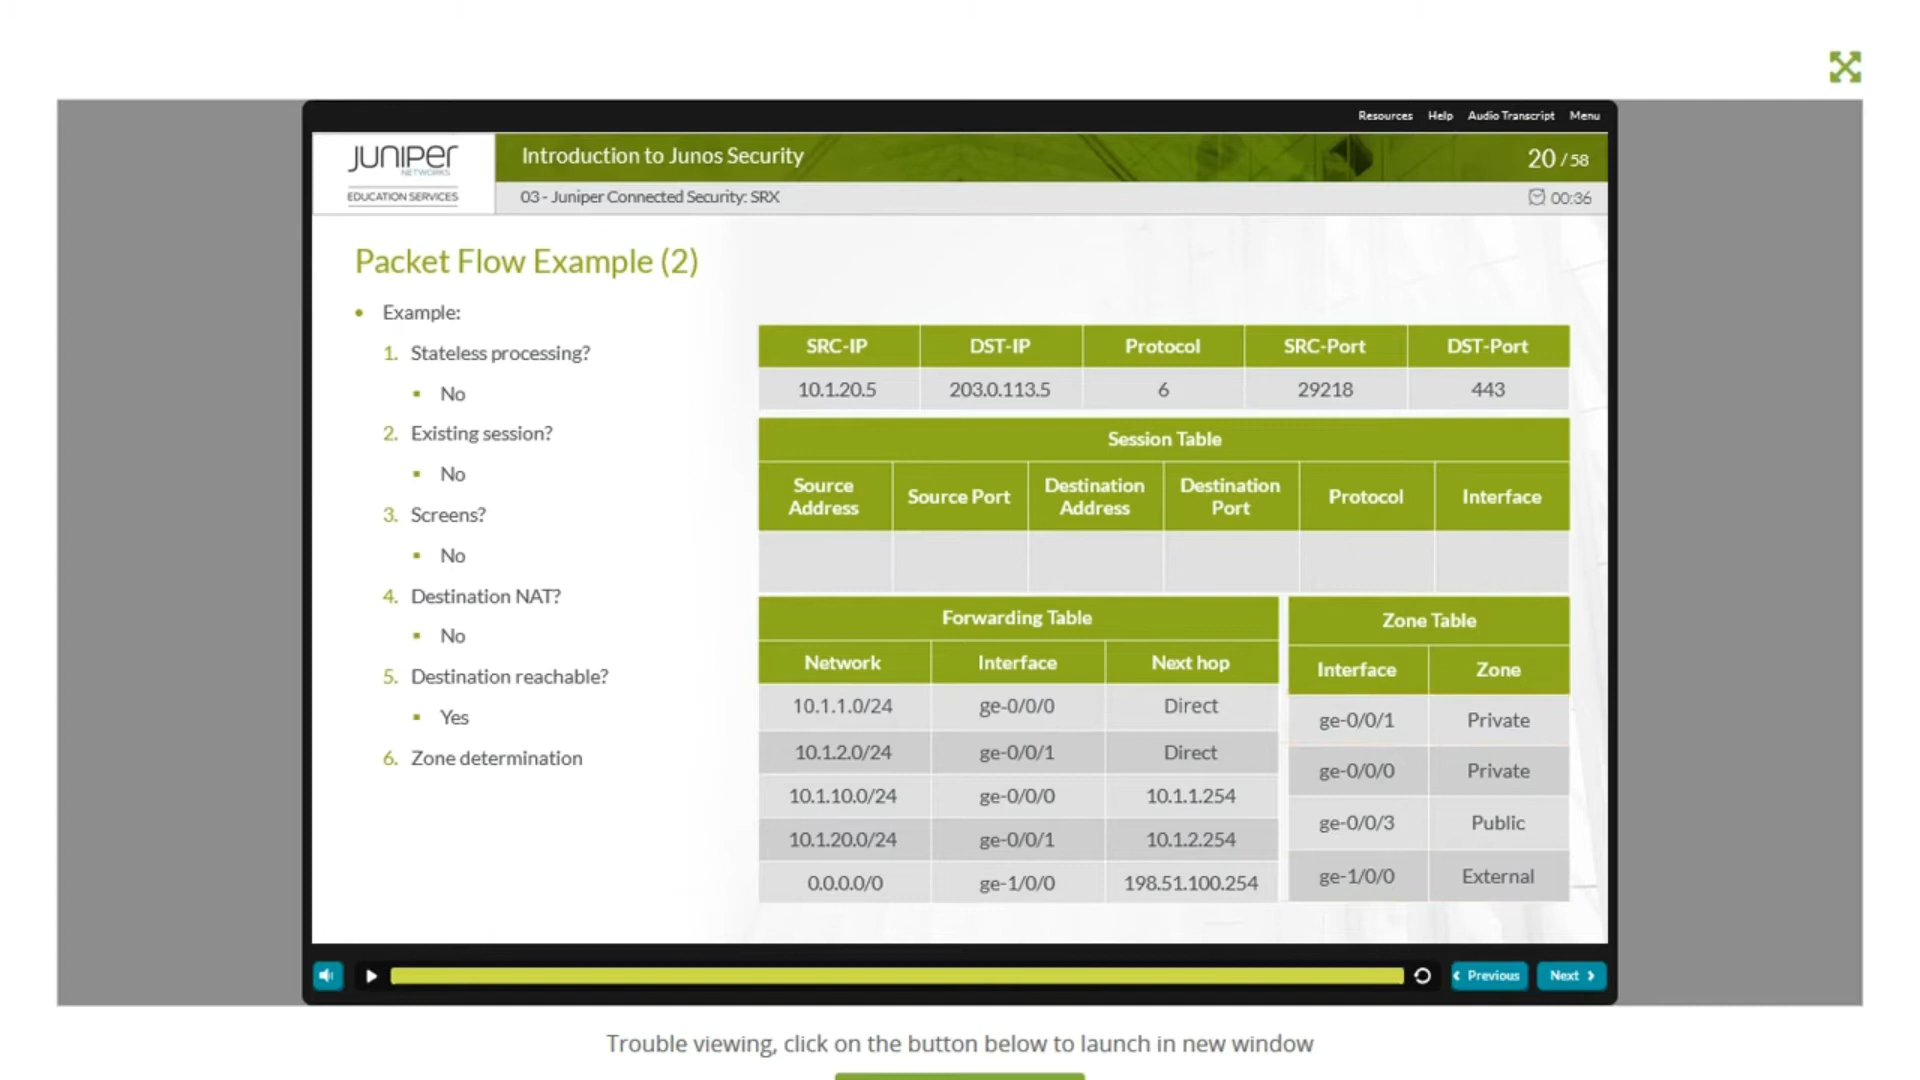 Resources Help Audio Transcript Menu
JUNIPER
NETWORKS
EDUCATION SERVICES
Introduction to Junos Security
20 / 58
03 - Juniper Connected Security: SRX
00:36
Packet Flow Example (2)
• Example:
1. Stateless processing?
▪ No
2. Existing session?
▪ No
3. Screens?
▪ No
4. Destination NAT?
▪ No
5. Destination reachable?
▪ Yes
6. Zone determination
SRC-IP DST-IP Protocol SRC-Port DST-Port
10.1.20.5 203.0.113.5 6 29218 443
Session Table
Source Address Source Port Destination Address Destination Port Protocol Interface
Forwarding Table
Network Interface Next hop
10.1.1.0/24 ge-0/0/0 Direct
10.1.2.0/24 ge-0/0/1 Direct
10.1.10.0/24 ge-0/0/0 10.1.1.254
10.1.20.0/24 ge-0/0/1 10.1.2.254
0.0.0.0/0 ge-1/0/0 198.51.100.254
Zone Table
Interface Zone
ge-0/0/1 Private
ge-0/0/0 Private
ge-0/0/3 Public
ge-1/0/0 External
Previous
Next
Trouble viewing, click on the button below to launch in new window